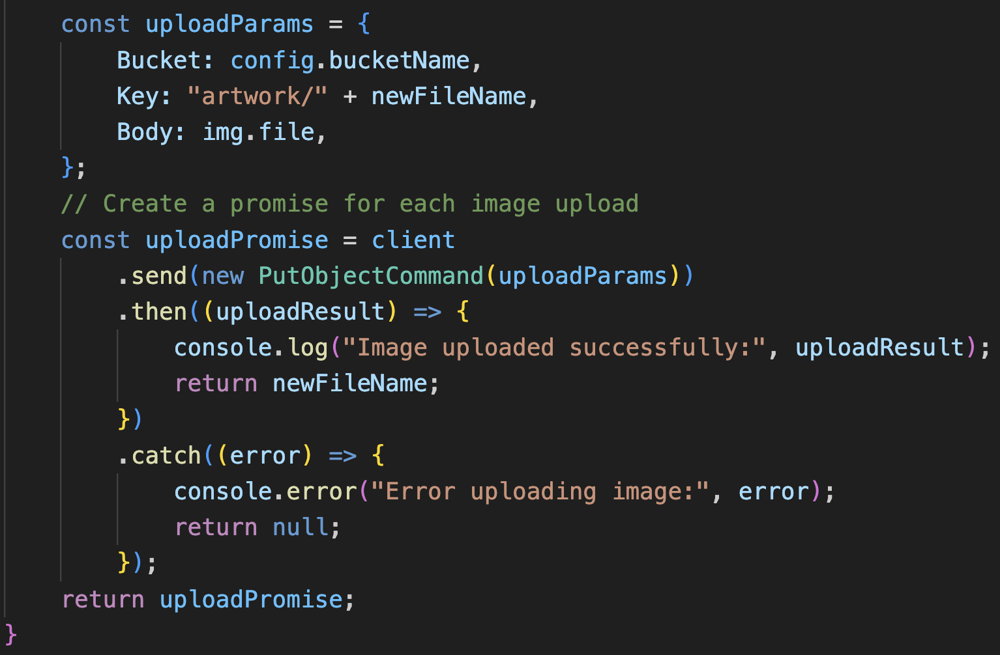 const uploadParams = {
Bucket: config.bucketName,
Key: "artwork/" + newFileName,
Body: img.file,
};
// Create a promise for each image upload
const uploadPromise = client
.send(new PutObjectCommand(uploadParams))
.then((uploadResult) => {
console.log("Image uploaded successfully:", uploadResult);
return newFileName;
})
.catch((error) => {
console.error("Error uploading image:", error);
return null;
});
return uploadPromise;
}